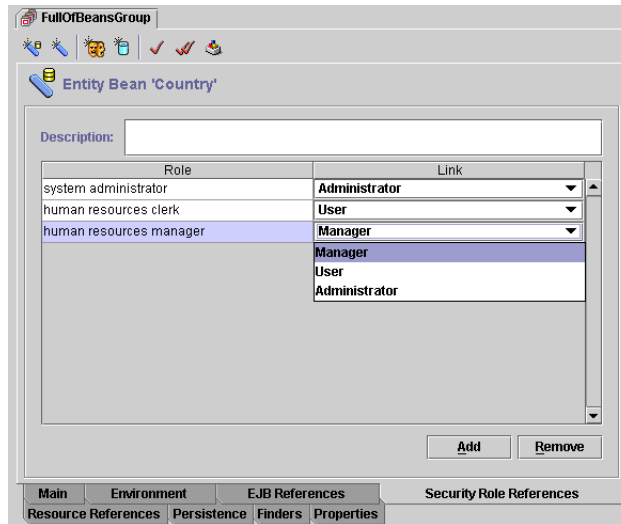 FullOfBeansGroup
Entity Bean 'Country'
Description:
Role Link
system administrator Administrator
human resources clerk User
human resources manager Manager
Manager
User
Administrator
Add Remove
Main Environment EJB References Security Role References
Resource References Persistence Finders Properties